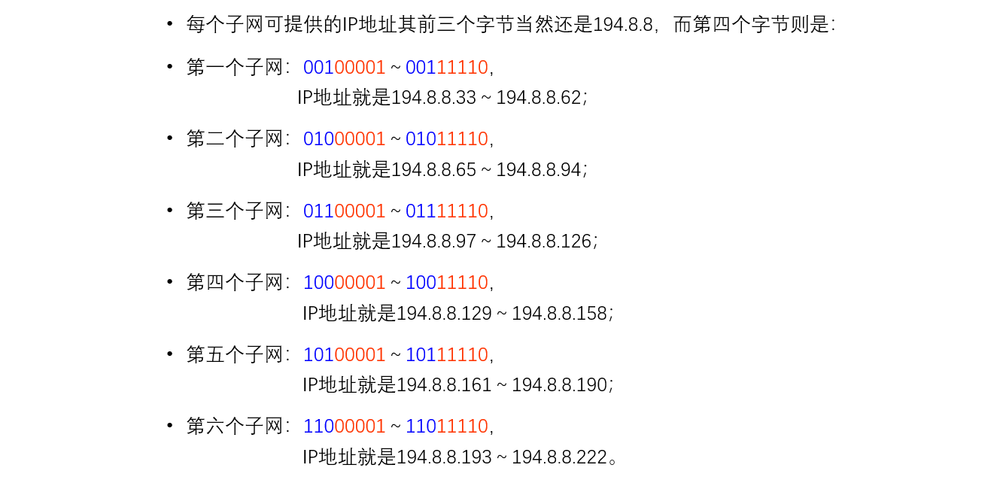 • 每个子网可提供的IP地址其前三个字节当然还是194.8.8，而第四个字节则是：
• 第一个子网：00100001 ~ 00111110，
IP地址就是194.8.8.33 ~ 194.8.8.62；
• 第二个子网：01000001 ~ 01011110，
IP地址就是194.8.8.65 ~ 194.8.8.94；
• 第三个子网：01100001 ~ 01111110，
IP地址就是194.8.8.97 ~ 194.8.8.126；
• 第四个子网：10000001 ~ 10011110，
IP地址就是194.8.8.129 ~ 194.8.8.158；
• 第五个子网：10100001 ~ 10111110，
IP地址就是194.8.8.161 ~ 194.8.8.190；
• 第六个子网：11000001 ~ 11011110，
IP地址就是194.8.8.193 ~ 194.8.8.222。